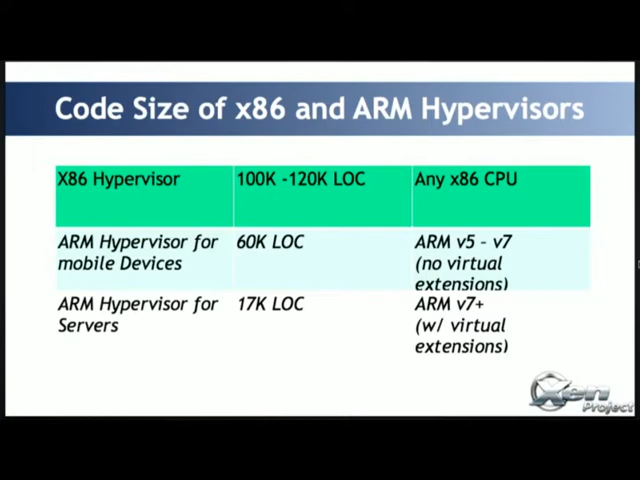 Code Size of x86 and ARM Hypervisors
X86 Hypervisor
100K -120K LOC
Any x86 CPU
ARM Hypervisor for
mobile Devices
60K LOC
ARM v5 – v7
(no virtual
extensions)
ARM Hypervisor for
Servers
17K LOC
ARM v7+
(w/ virtual
extensions)
Xen
Project